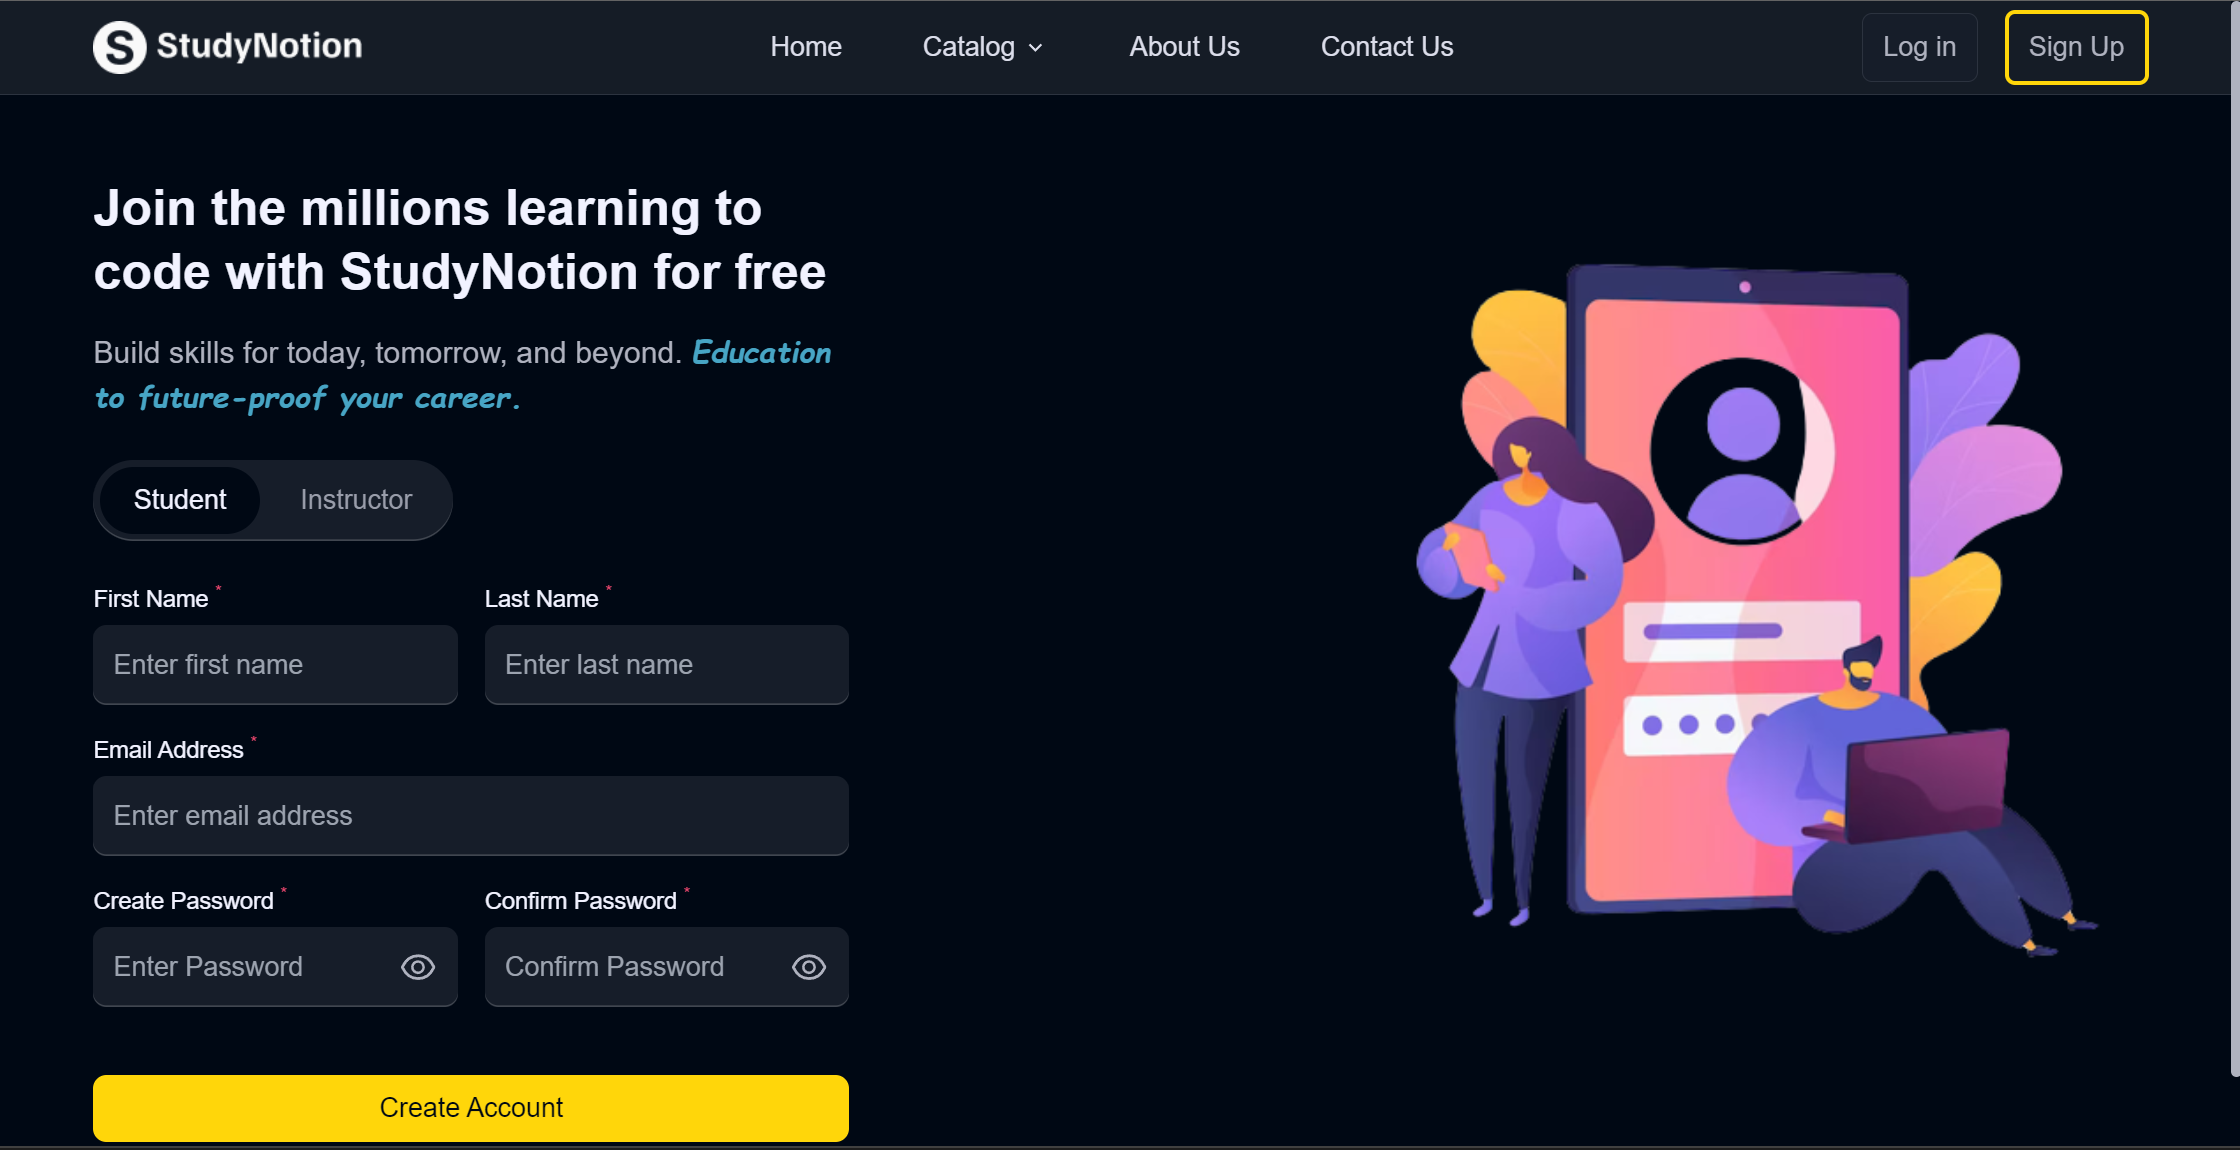 StudyNotion
Home Catalog About Us Contact Us
Log in Sign Up
Join the millions learning to
code with StudyNotion for free
Build skills for today, tomorrow, and beyond. Education
to future-proof your career.
Student Instructor
First Name * Last Name *
Enter first name Enter last name
Email Address *
Enter email address
Create Password * Confirm Password *
Enter Password Confirm Password
Create Account